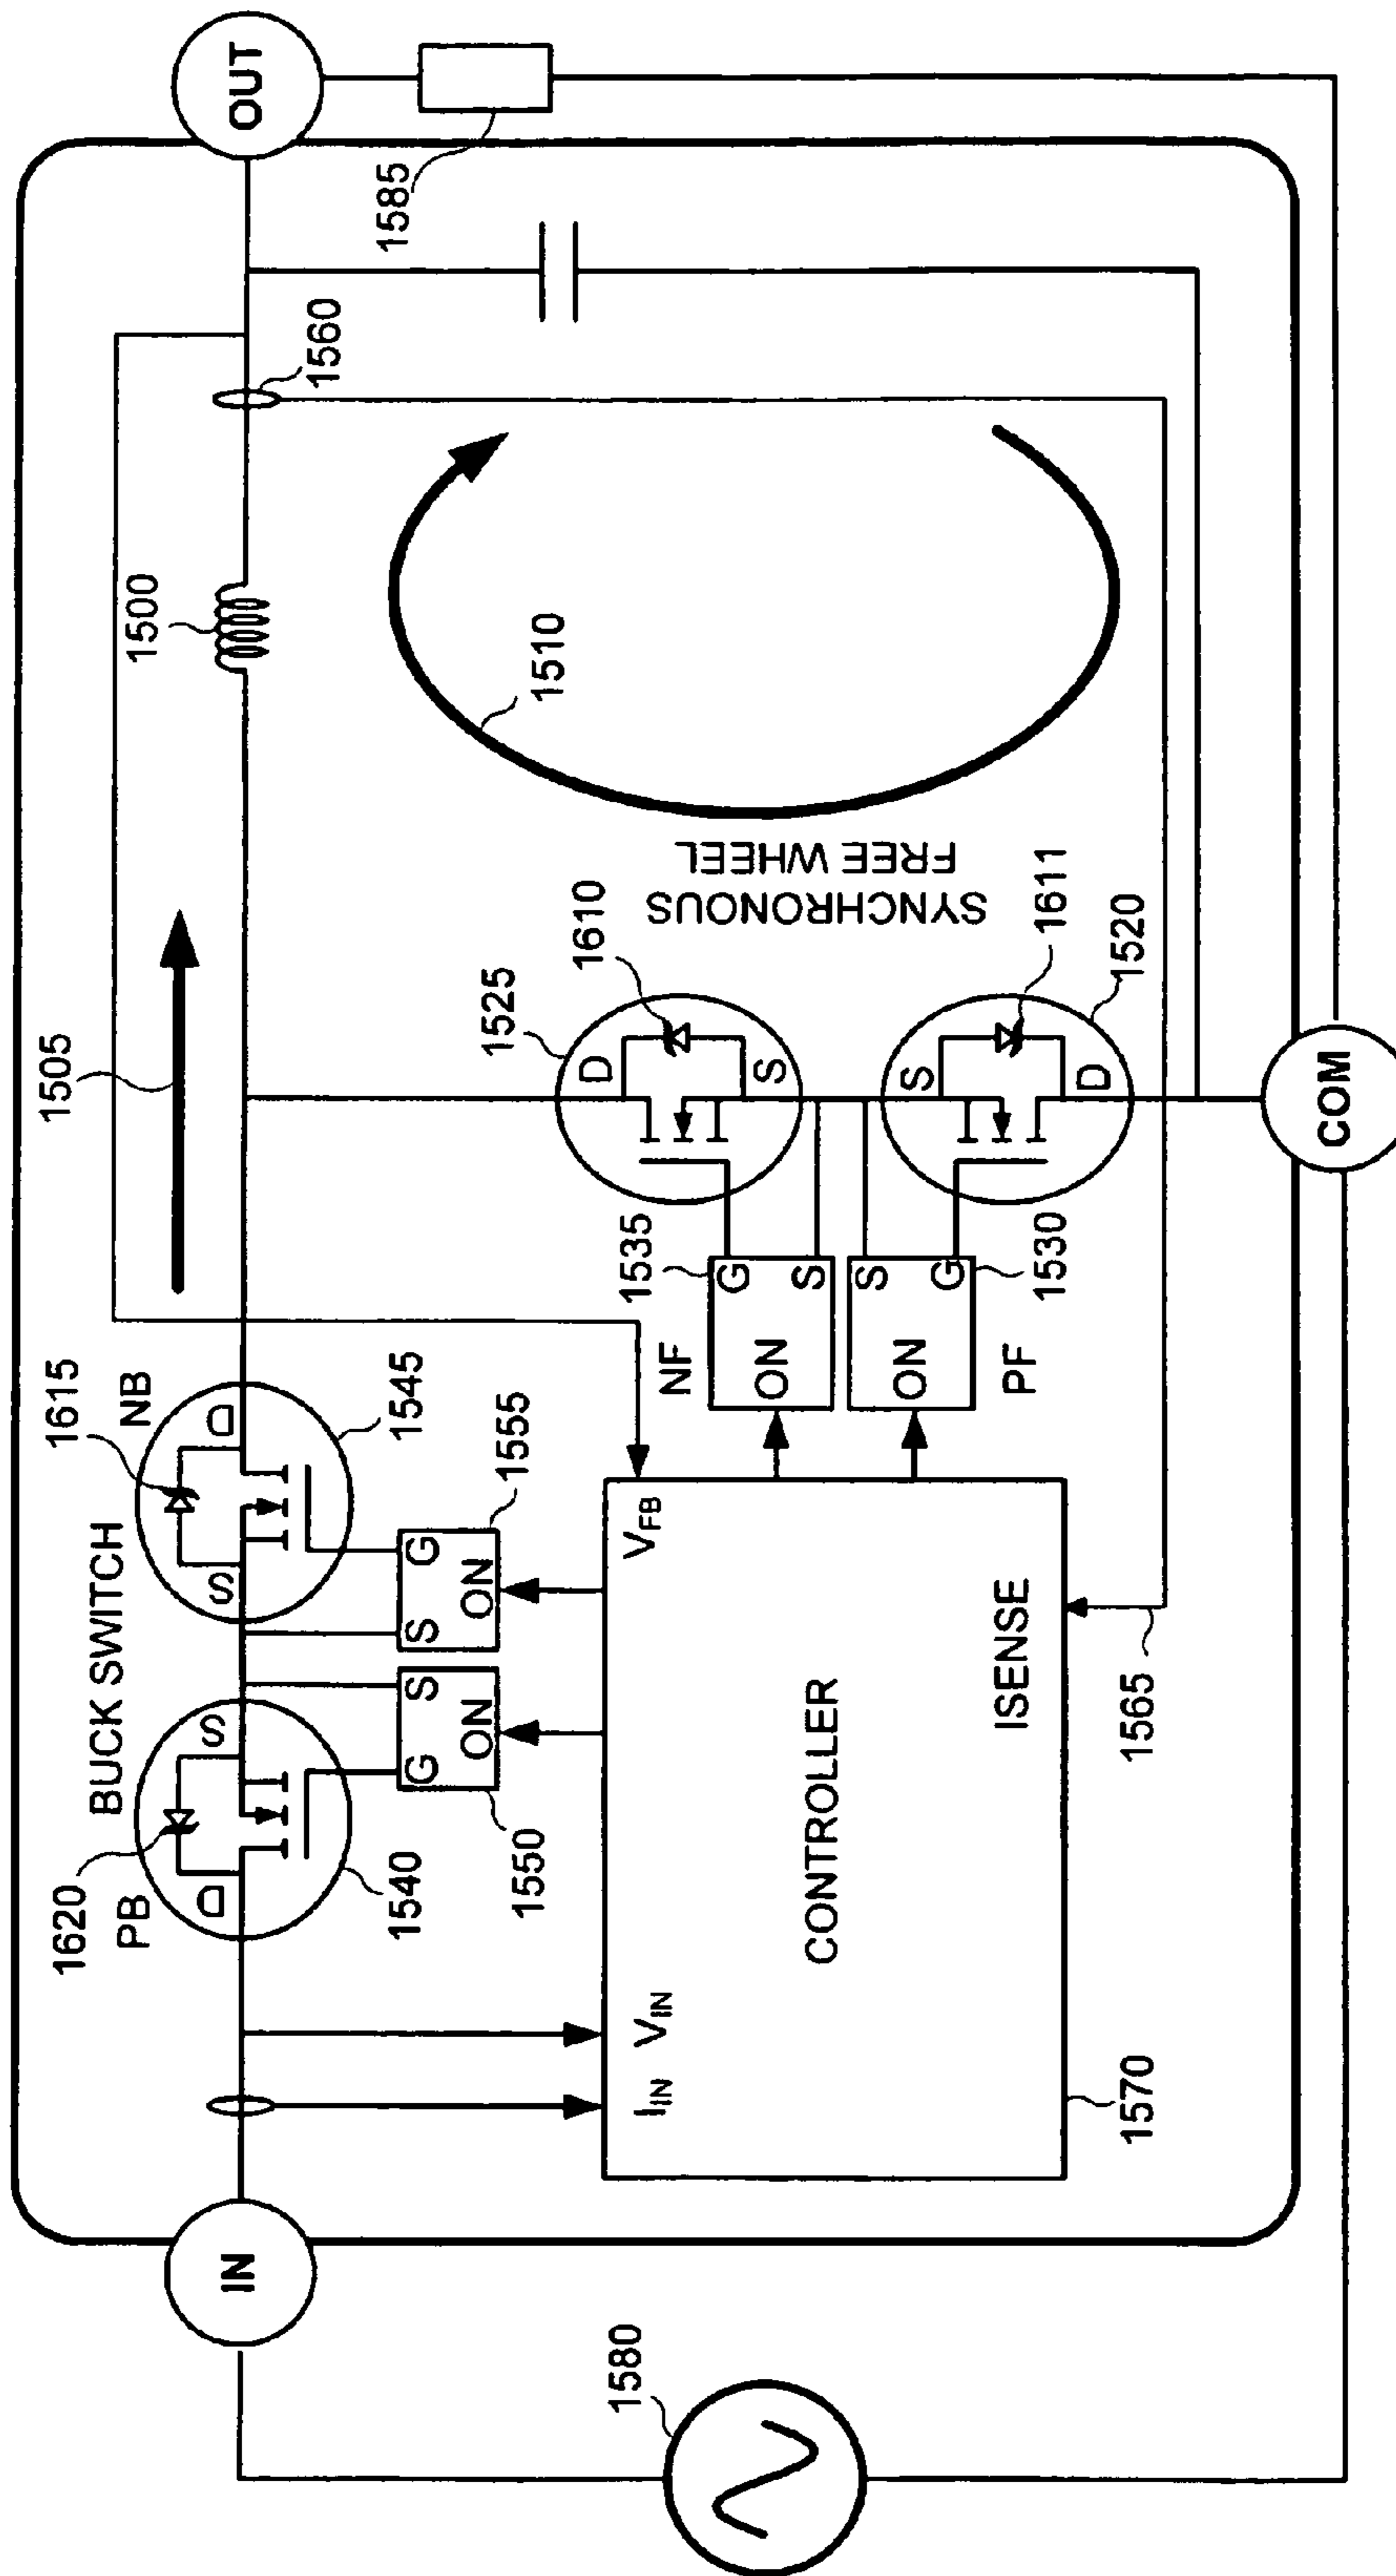 IN
OUT
COM
1580
1585
1505
1500
1560
1510
1620
PB
BUCK SWITCH
1615
NB
D
S
S
D
1540
1545
G
S
ON
1550
S
G
ON
1555
1525
D
S
1610
SYNCHRONOUS
FREE WHEEL
S
D
1611
1520
1535
NF
G
S
ON
S
G
ON
PF
1530
IIN
VIN
VFB
CONTROLLER
ISENSE
1570
1565